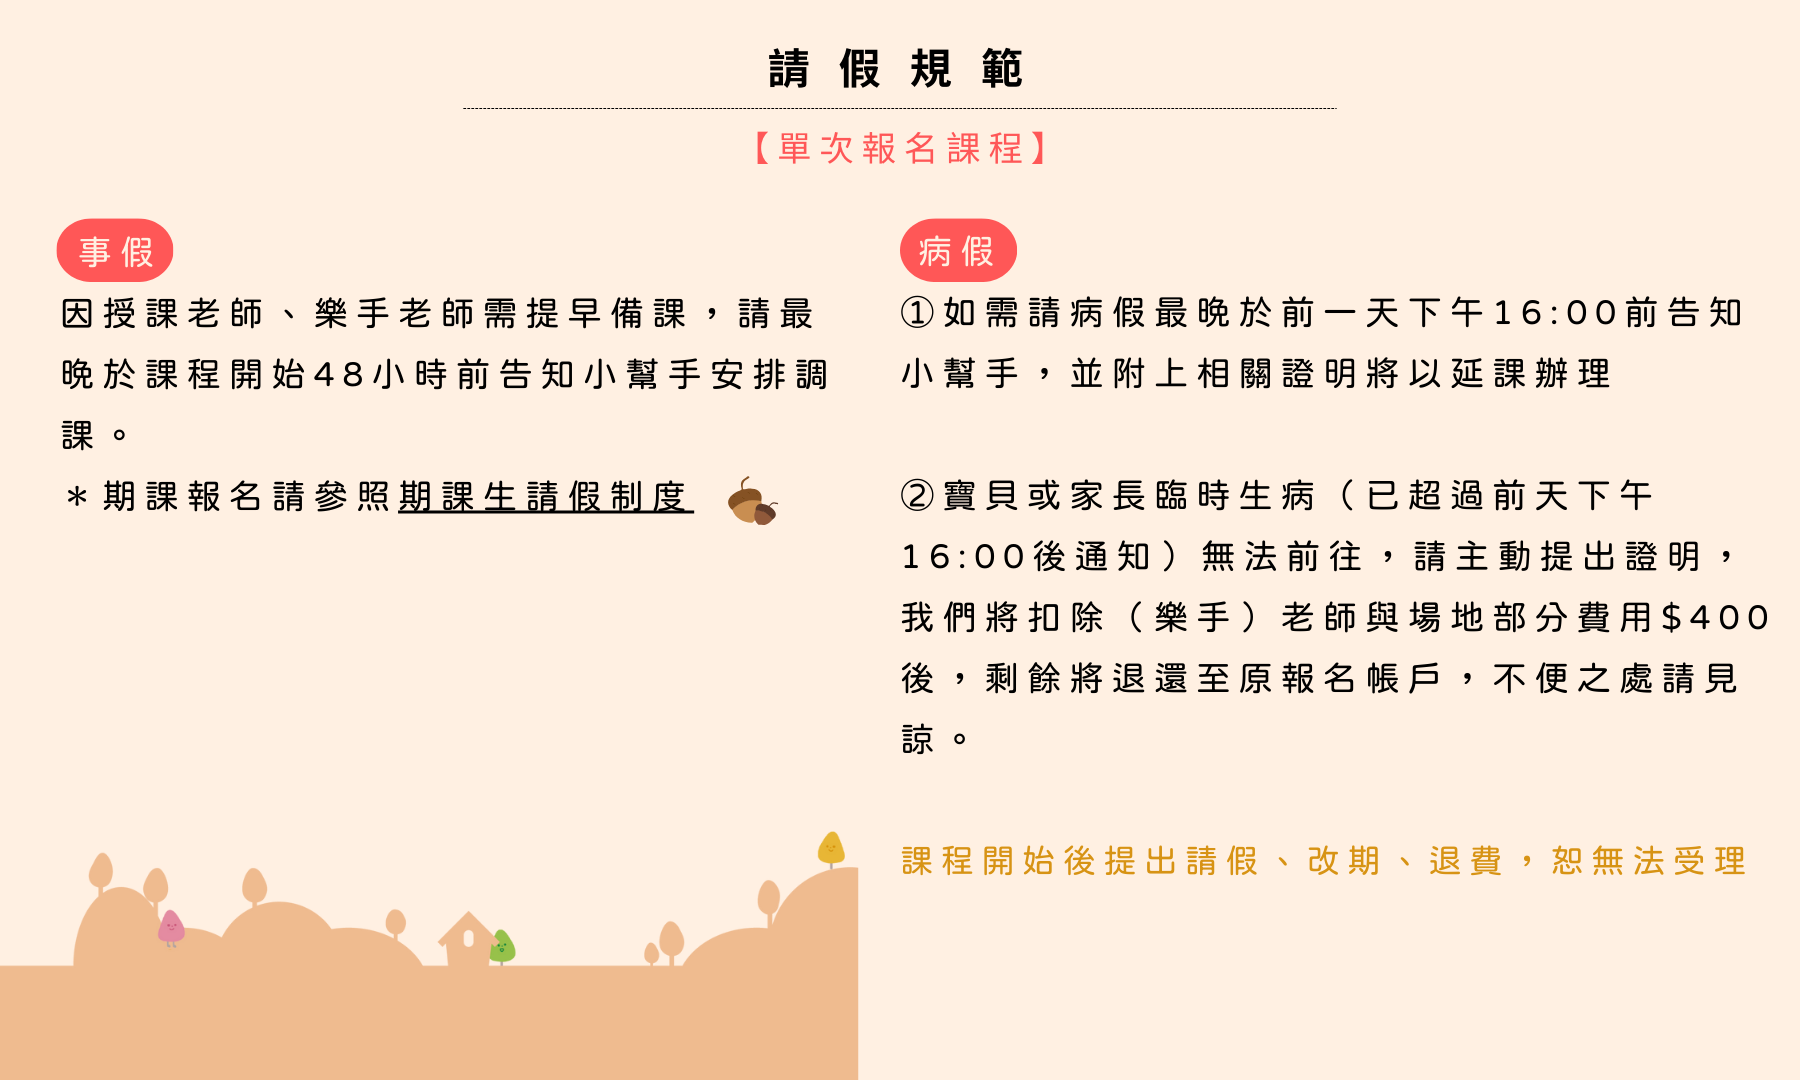 請假規範
【單次報名課程】
事假
因授課老師、樂手老師需提早備課，請最
晚於課程開始48小時前告知小幫手安排調
課。
＊期課報名請參照期課生請假制度
病假
①如需請病假最晚於前一天下午16:00前告知
小幫手，並附上相關證明將以延課辦理
②寶貝或家長臨時生病（已超過前天下午
16:00後通知）無法前往，請主動提出證明，
我們將扣除（樂手）老師與場地部分費用$400
後，剩餘將退還至原報名帳戶，不便之處請見
諒。
課程開始後提出請假、改期、退費，恕無法受理